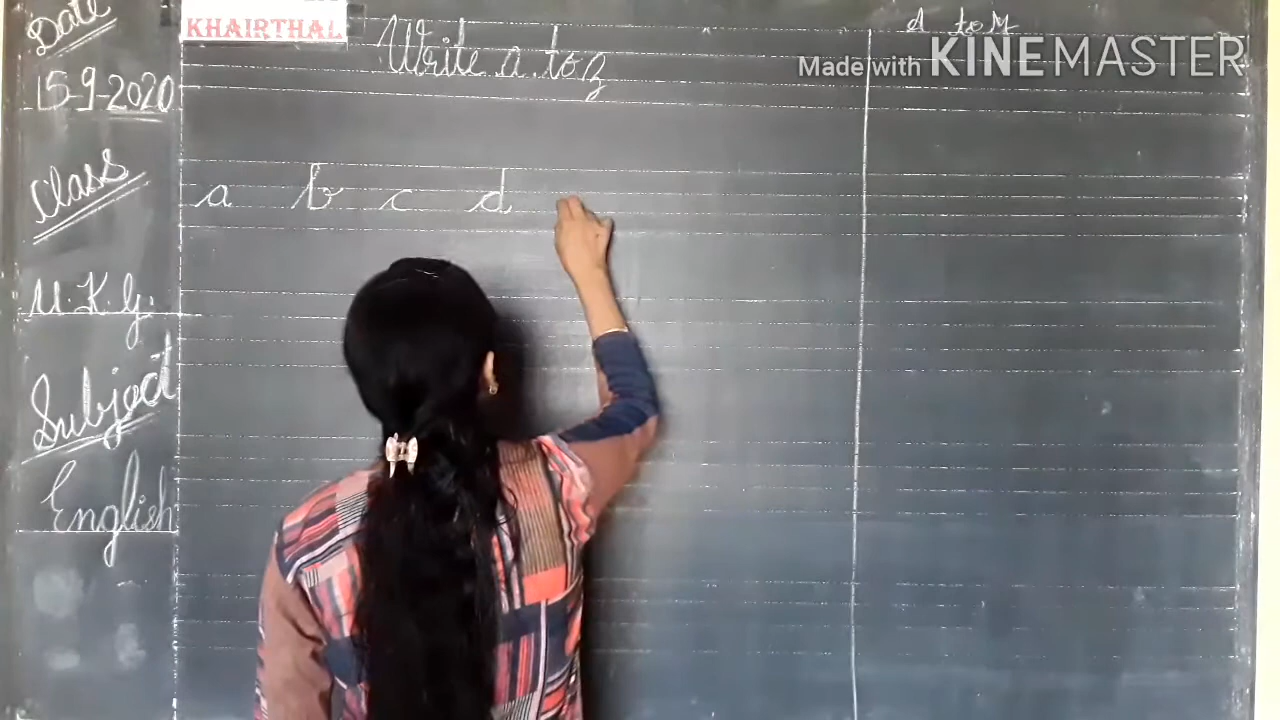 Date
15-9-2020
Class
U.K.G.
Subject
English
KHAIRTHAL
Write a to z
a b c d
Made with KINEMASTER